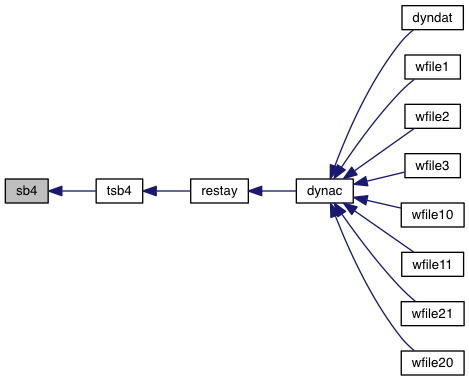 dyndat
wfile1
wfile2
wfile3
sb4
tsb4
restay
dynac
wfile10
wfile11
wfile21
wfile20